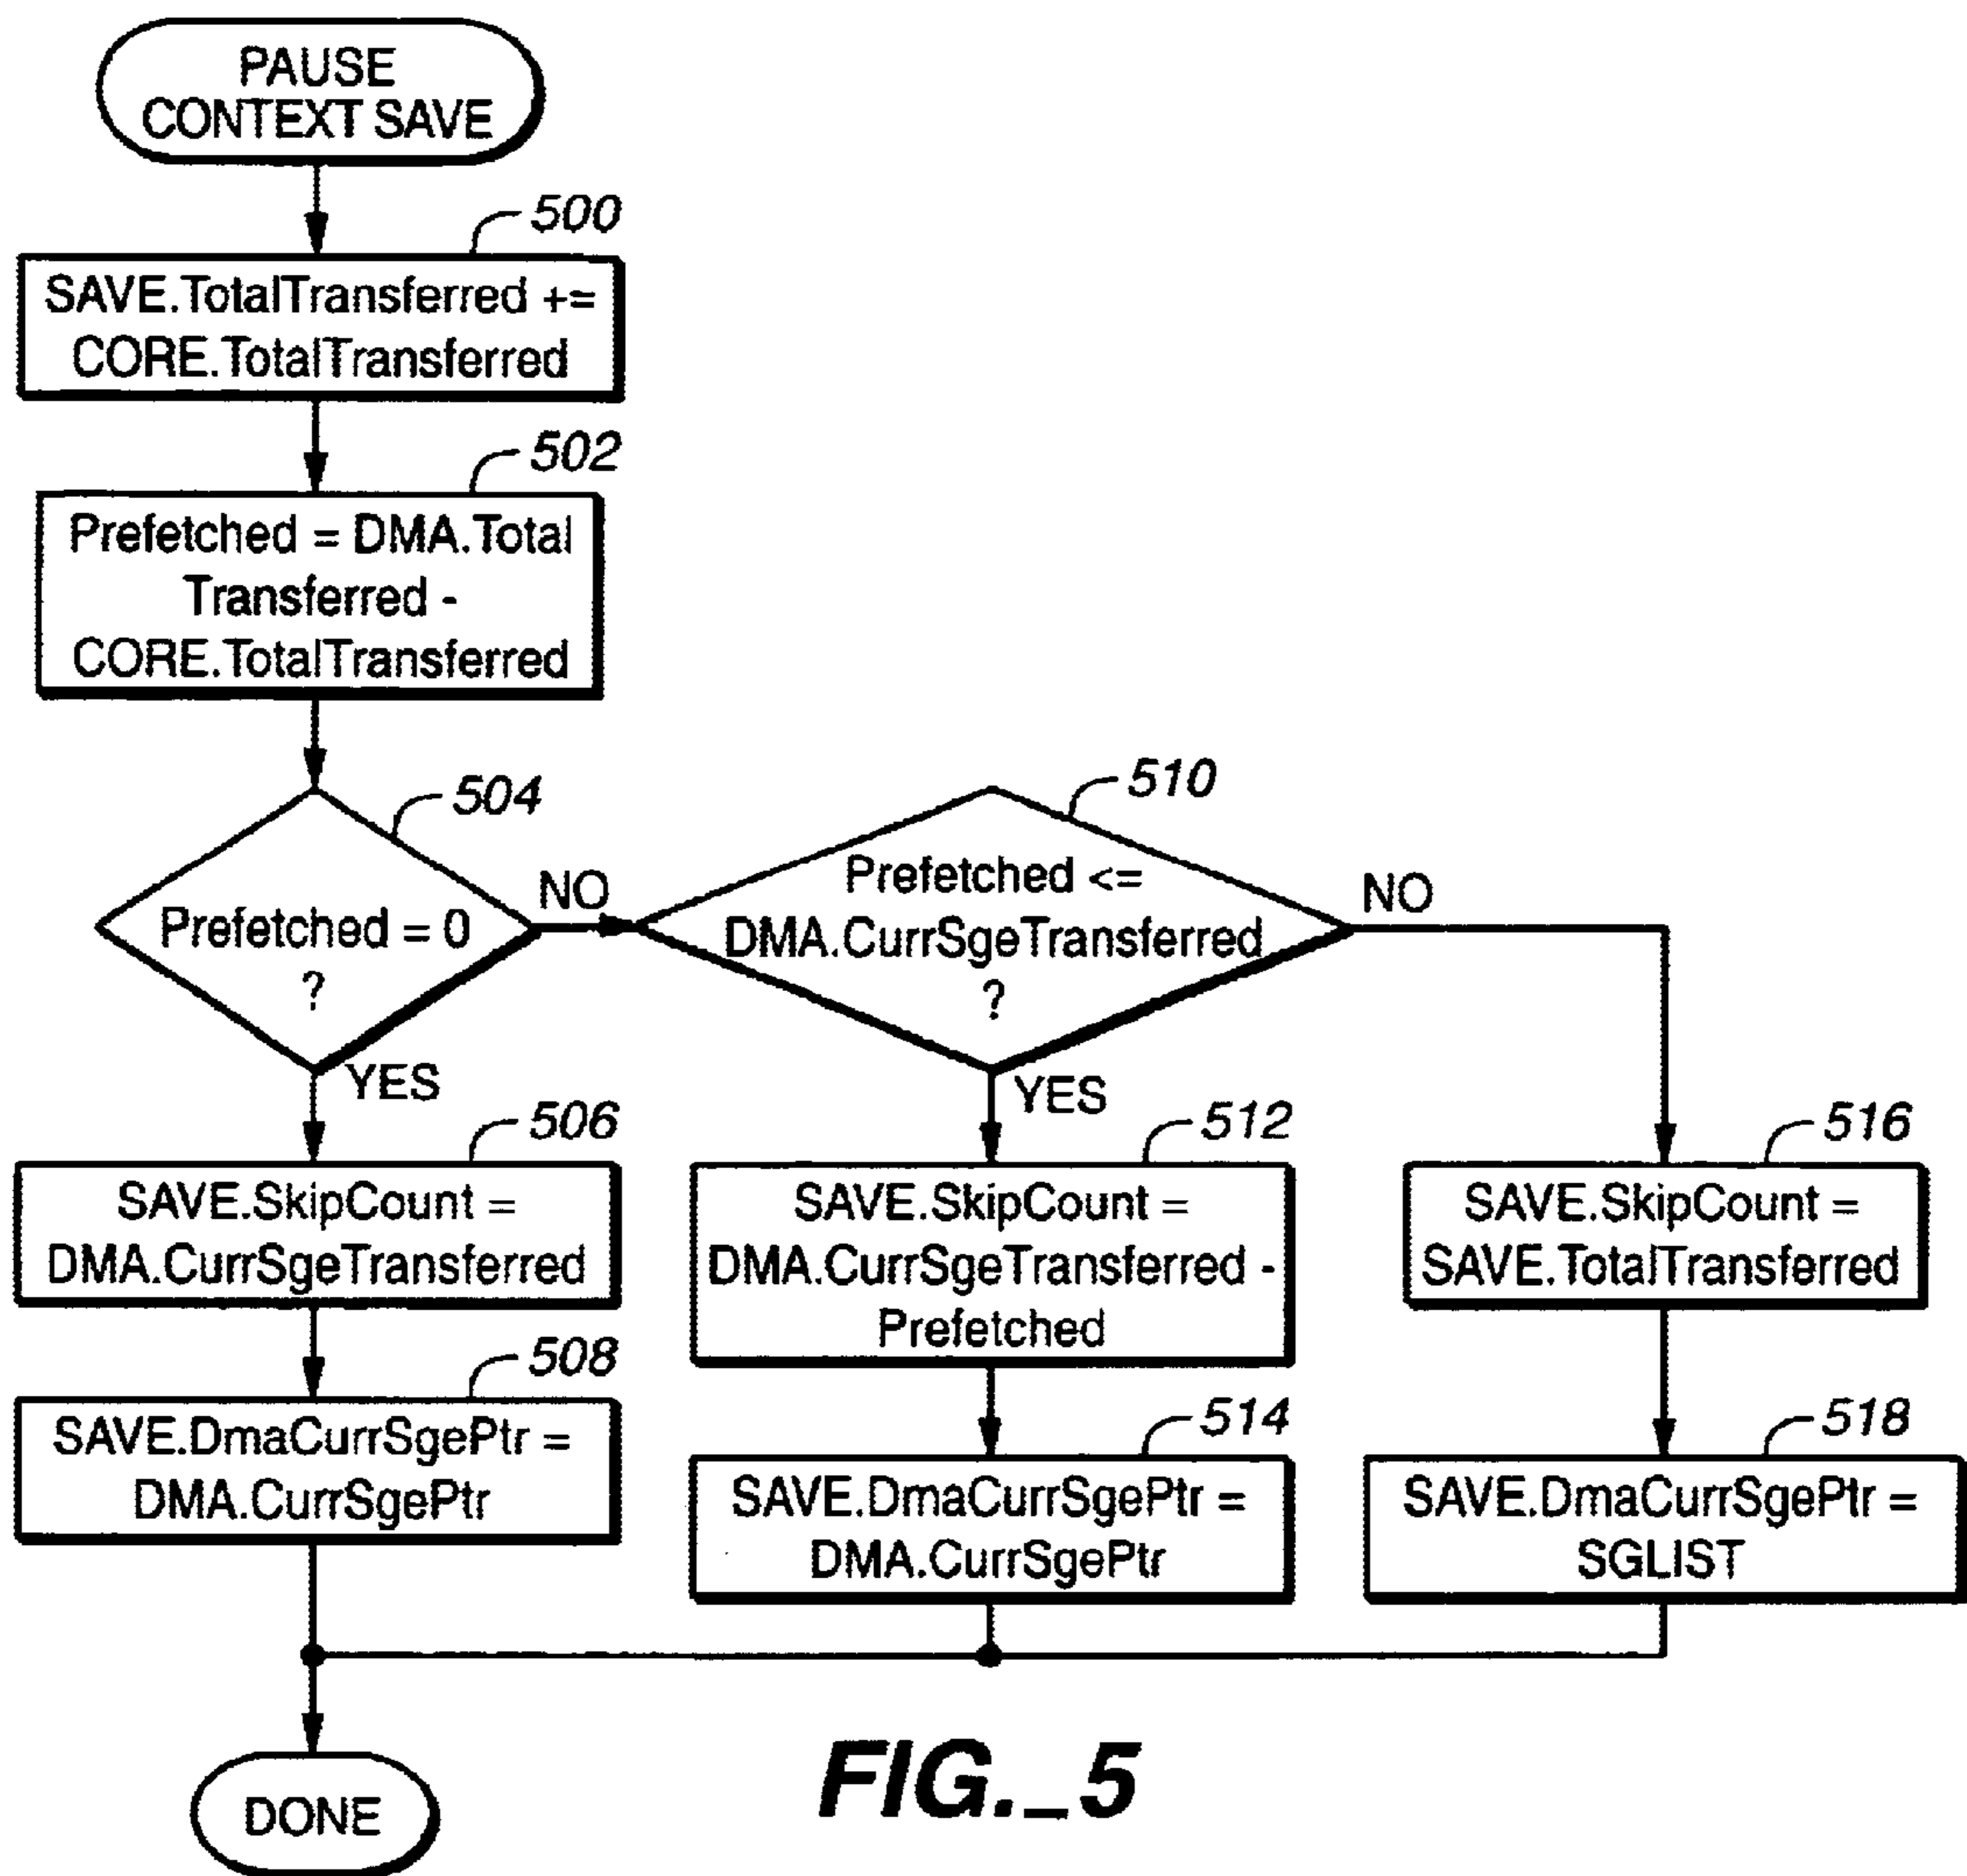 PAUSE
CONTEXT SAVE
500
SAVE.TotalTransferred +=
CORE.TotalTransferred
502
Prefetched = DMA.Total
Transferred -
CORE.TotalTransferred
504
Prefetched = 0
?
NO
YES
510
Prefetched <=
DMA.CurrSgeTransferred
?
NO
YES
506
SAVE.SkipCount =
DMA.CurrSgeTransferred
508
SAVE.DmaCurrSgePtr =
DMA.CurrSgePtr
512
SAVE.SkipCount =
DMA.CurrSgeTransferred -
Prefetched
514
SAVE.DmaCurrSgePtr =
DMA.CurrSgePtr
516
SAVE.SkipCount =
SAVE.TotalTransferred
518
SAVE.DmaCurrSgePtr =
SGLIST
DONE
FIG._5